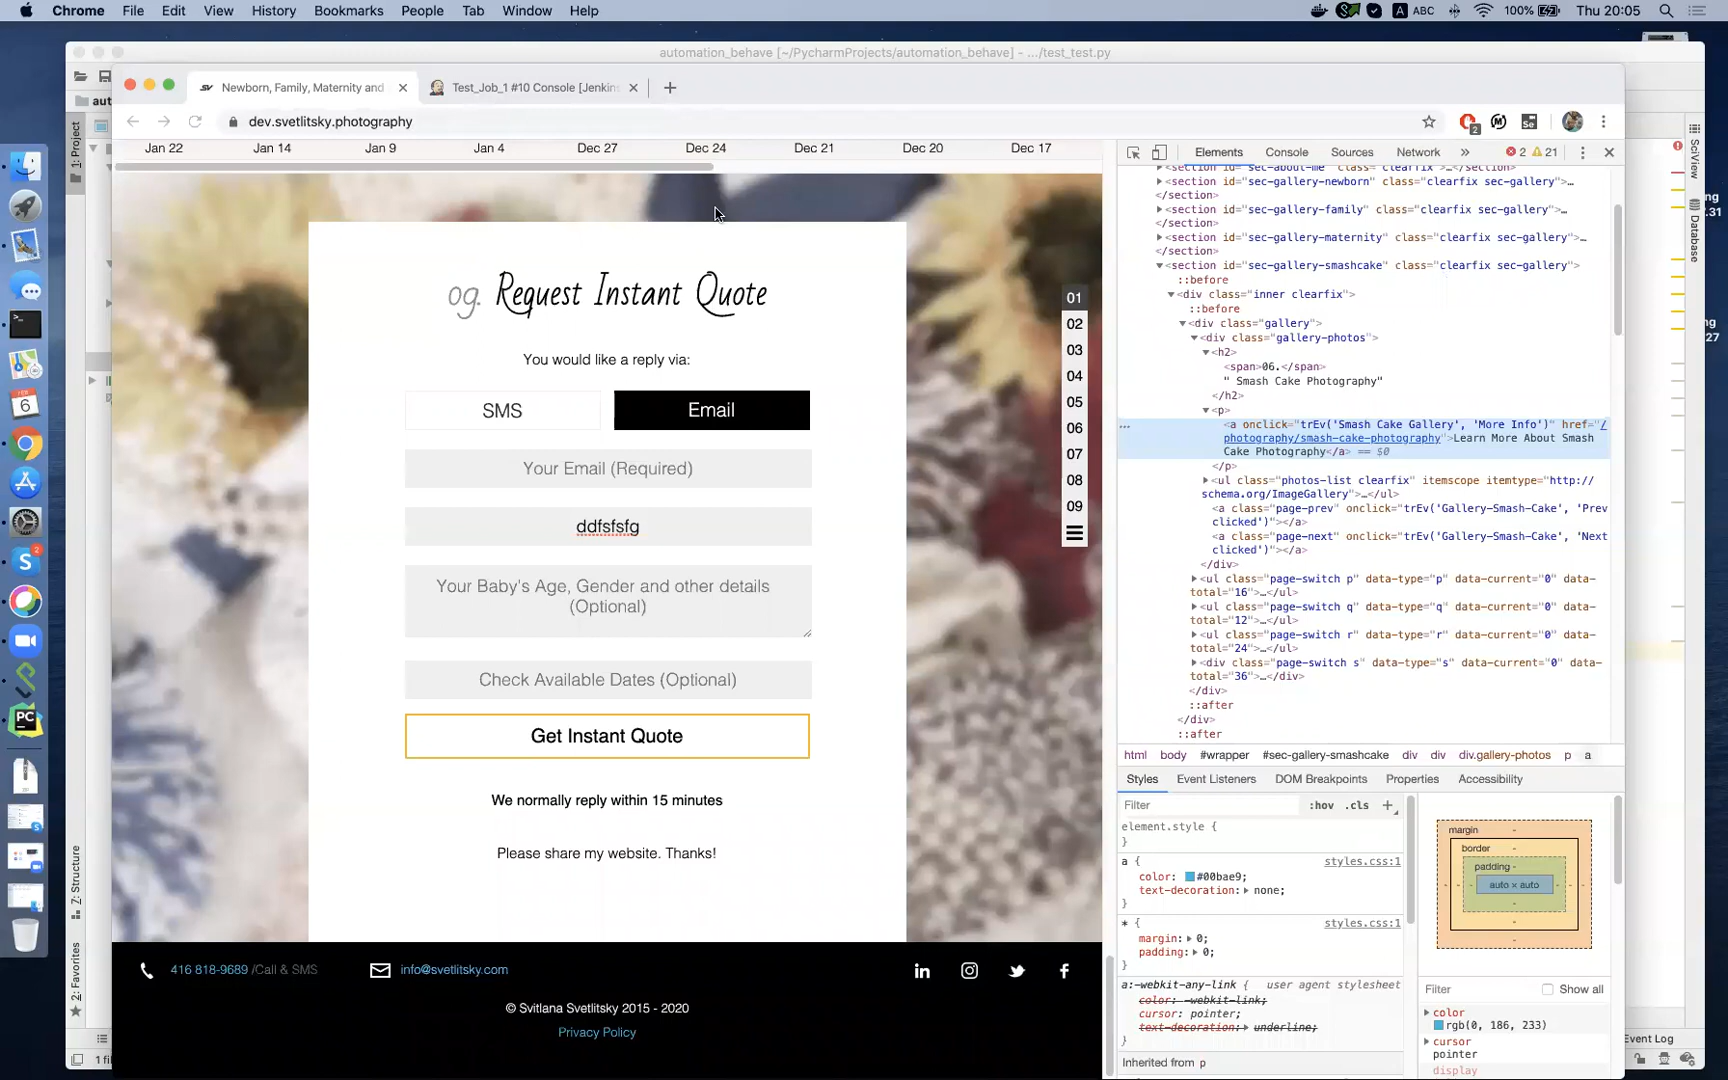 Chrome File Edit View History Bookmarks People Tab Window Help
ABC 100% Thu 20:05
automation_behave [~/PycharmProjects/automation_behave] - .../test_test.py
Newborn, Family, Maternity and
Test_Job_1 #10 Console [Jenkins
dev.svetlitsky.photography
Jan 22 Jan 14 Jan 9 Jan 4 Dec 27 Dec 24 Dec 21 Dec 20 Dec 17
09. Request Instant Quote
You would like a reply via:
SMS
Email
Your Email (Required)
ddfsfsfg
Your Baby's Age, Gender and other details
(Optional)
Check Available Dates (Optional)
Get Instant Quote
We normally reply within 15 minutes
Please share my website. Thanks!
01
02
03
04
05
06
07
08
09
416 818-9689 /Call & SMS
info@svetlitsky.com
© Svitlana Svetlitsky 2015 - 2020
Privacy Policy
Elements Console Sources Network » 2 21
<section id="sec-about-me" class="clearfix">…
<section id="sec-gallery-newborn" class="clearfix sec-gallery">…
</section>
<section id="sec-gallery-family" class="clearfix sec-gallery">…
</section>
<section id="sec-gallery-maternity" class="clearfix sec-gallery">…
</section>
<section id="sec-gallery-smashcake" class="clearfix sec-gallery">
::before
<div class="inner clearfix">
::before
<div class="gallery">
<div class="gallery-photos">
<h2>
<span>06.</span>
" Smash Cake Photography"
</h2>
<p>
<a onclick="trEv('Smash Cake Gallery', 'More Info')" href="/
photography/smash-cake-photography">Learn More About Smash
Cake Photography</a> == $0
</p>
<ul class="photos-list clearfix" itemscope itemtype="http://
schema.org/ImageGallery">…</ul>
<a class="page-prev" onclick="trEv('Gallery-Smash-Cake', 'Prev
clicked')"></a>
<a class="page-next" onclick="trEv('Gallery-Smash-Cake', 'Next
clicked')"></a>
</div>
<ul class="page-switch p" data-type="p" data-current="0" data-
total="16">…</ul>
<ul class="page-switch q" data-type="q" data-current="0" data-
total="12">…</ul>
<ul class="page-switch r" data-type="r" data-current="0" data-
total="24">…</ul>
<div class="page-switch s" data-type="s" data-current="0" data-
total="36">…</div>
</div>
::after
</div>
::after
html body #wrapper #sec-gallery-smashcake div div div.gallery-photos p a
Styles Event Listeners DOM Breakpoints Properties Accessibility
Filter :hov .cls +
element.style {
}
a { styles.css:1
color: #00bae9;
text-decoration: none;
}
* { styles.css:1
margin: 0;
padding: 0;
}
a:-webkit-any-link { user agent stylesheet
color: -webkit-link;
cursor: pointer;
text-decoration: underline;
}
Inherited from p
margin -
border -
padding -
auto × auto
Filter Show all
color
rgb(0, 186, 233)
cursor
pointer
display
1: Project
Z: Structure
2: Favorites
SciView
Database
Event Log